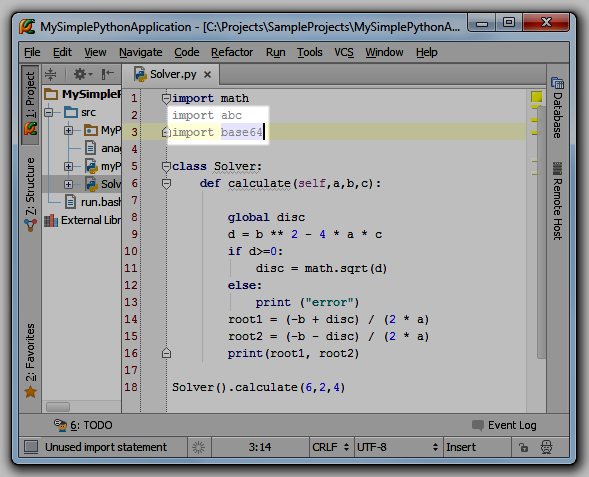 MySimplePythonApplication - [C:\Projects\SampleProjects\MySimplePythonA...
File Edit View Navigate Code Refactor Run Tools VCS Window Help
Solver.py
1: Project
MySimpleP
src
MyP
anag
myP
Solv
run.bash
External Libr
Z: Structure
2: Favorites
1 import math
2 import abc
3 import base64
4
5 class Solver:
6 def calculate(self,a,b,c):
7
8 global disc
9 d = b ** 2 - 4 * a * c
10 if d>=0:
11 disc = math.sqrt(d)
12 else:
13 print ("error")
14 root1 = (-b + disc) / (2 * a)
15 root2 = (-b - disc) / (2 * a)
16 print(root1, root2)
17
18 Solver().calculate(6,2,4)
Database
Remote Host
6: TODO
Event Log
Unused import statement 3:14 CRLF UTF-8 Insert